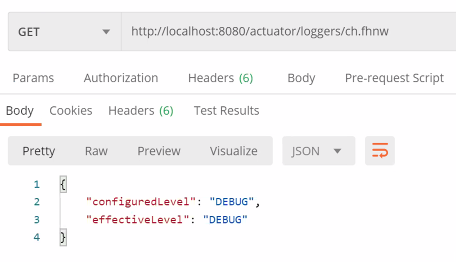 GET http://localhost:8080/actuator/loggers/ch.fhnw
Params Authorization Headers (6) Body Pre-request Script
Body Cookies Headers (6) Test Results
Pretty Raw Preview Visualize JSON
1 {
2 "configuredLevel": "DEBUG",
3 "effectiveLevel": "DEBUG"
4 }